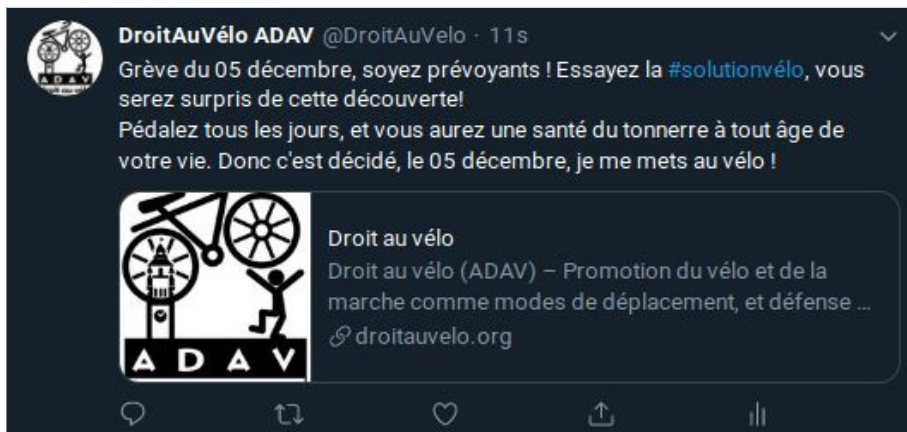 DroitAuVélo ADAV @DroitAuVelo · 11s
Grève du 05 décembre, soyez prévoyants ! Essayez la #solutionvélo, vous
serez surpris de cette découverte!
Pédalez tous les jours, et vous aurez une santé du tonnerre à tout âge de
votre vie. Donc c'est décidé, le 05 décembre, je me mets au vélo !
Droit au vélo
Droit au vélo (ADAV) – Promotion du vélo et de la
marche comme modes de déplacement, et défense ...
droitauvelo.org
A D A V